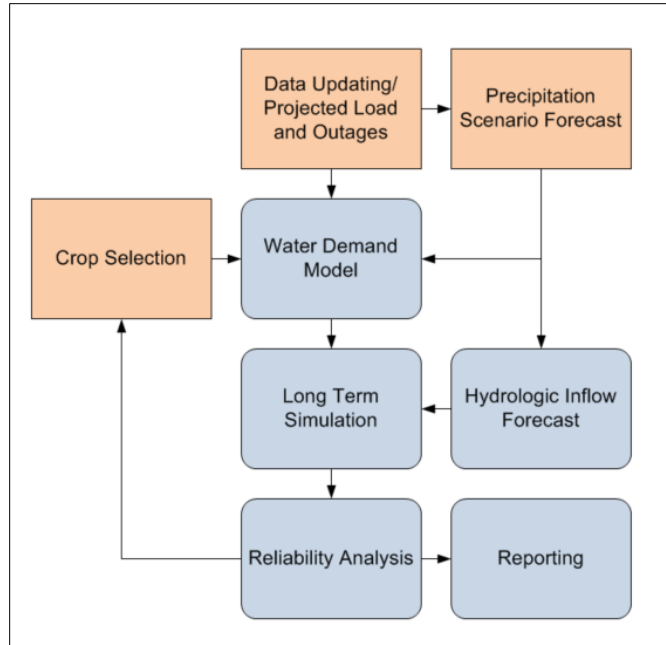 Data Updating/
Projected Load
and Outages
Precipitation
Scenario Forecast
Crop Selection
Water Demand
Model
Long Term
Simulation
Hydrologic Inflow
Forecast
Reliability Analysis
Reporting